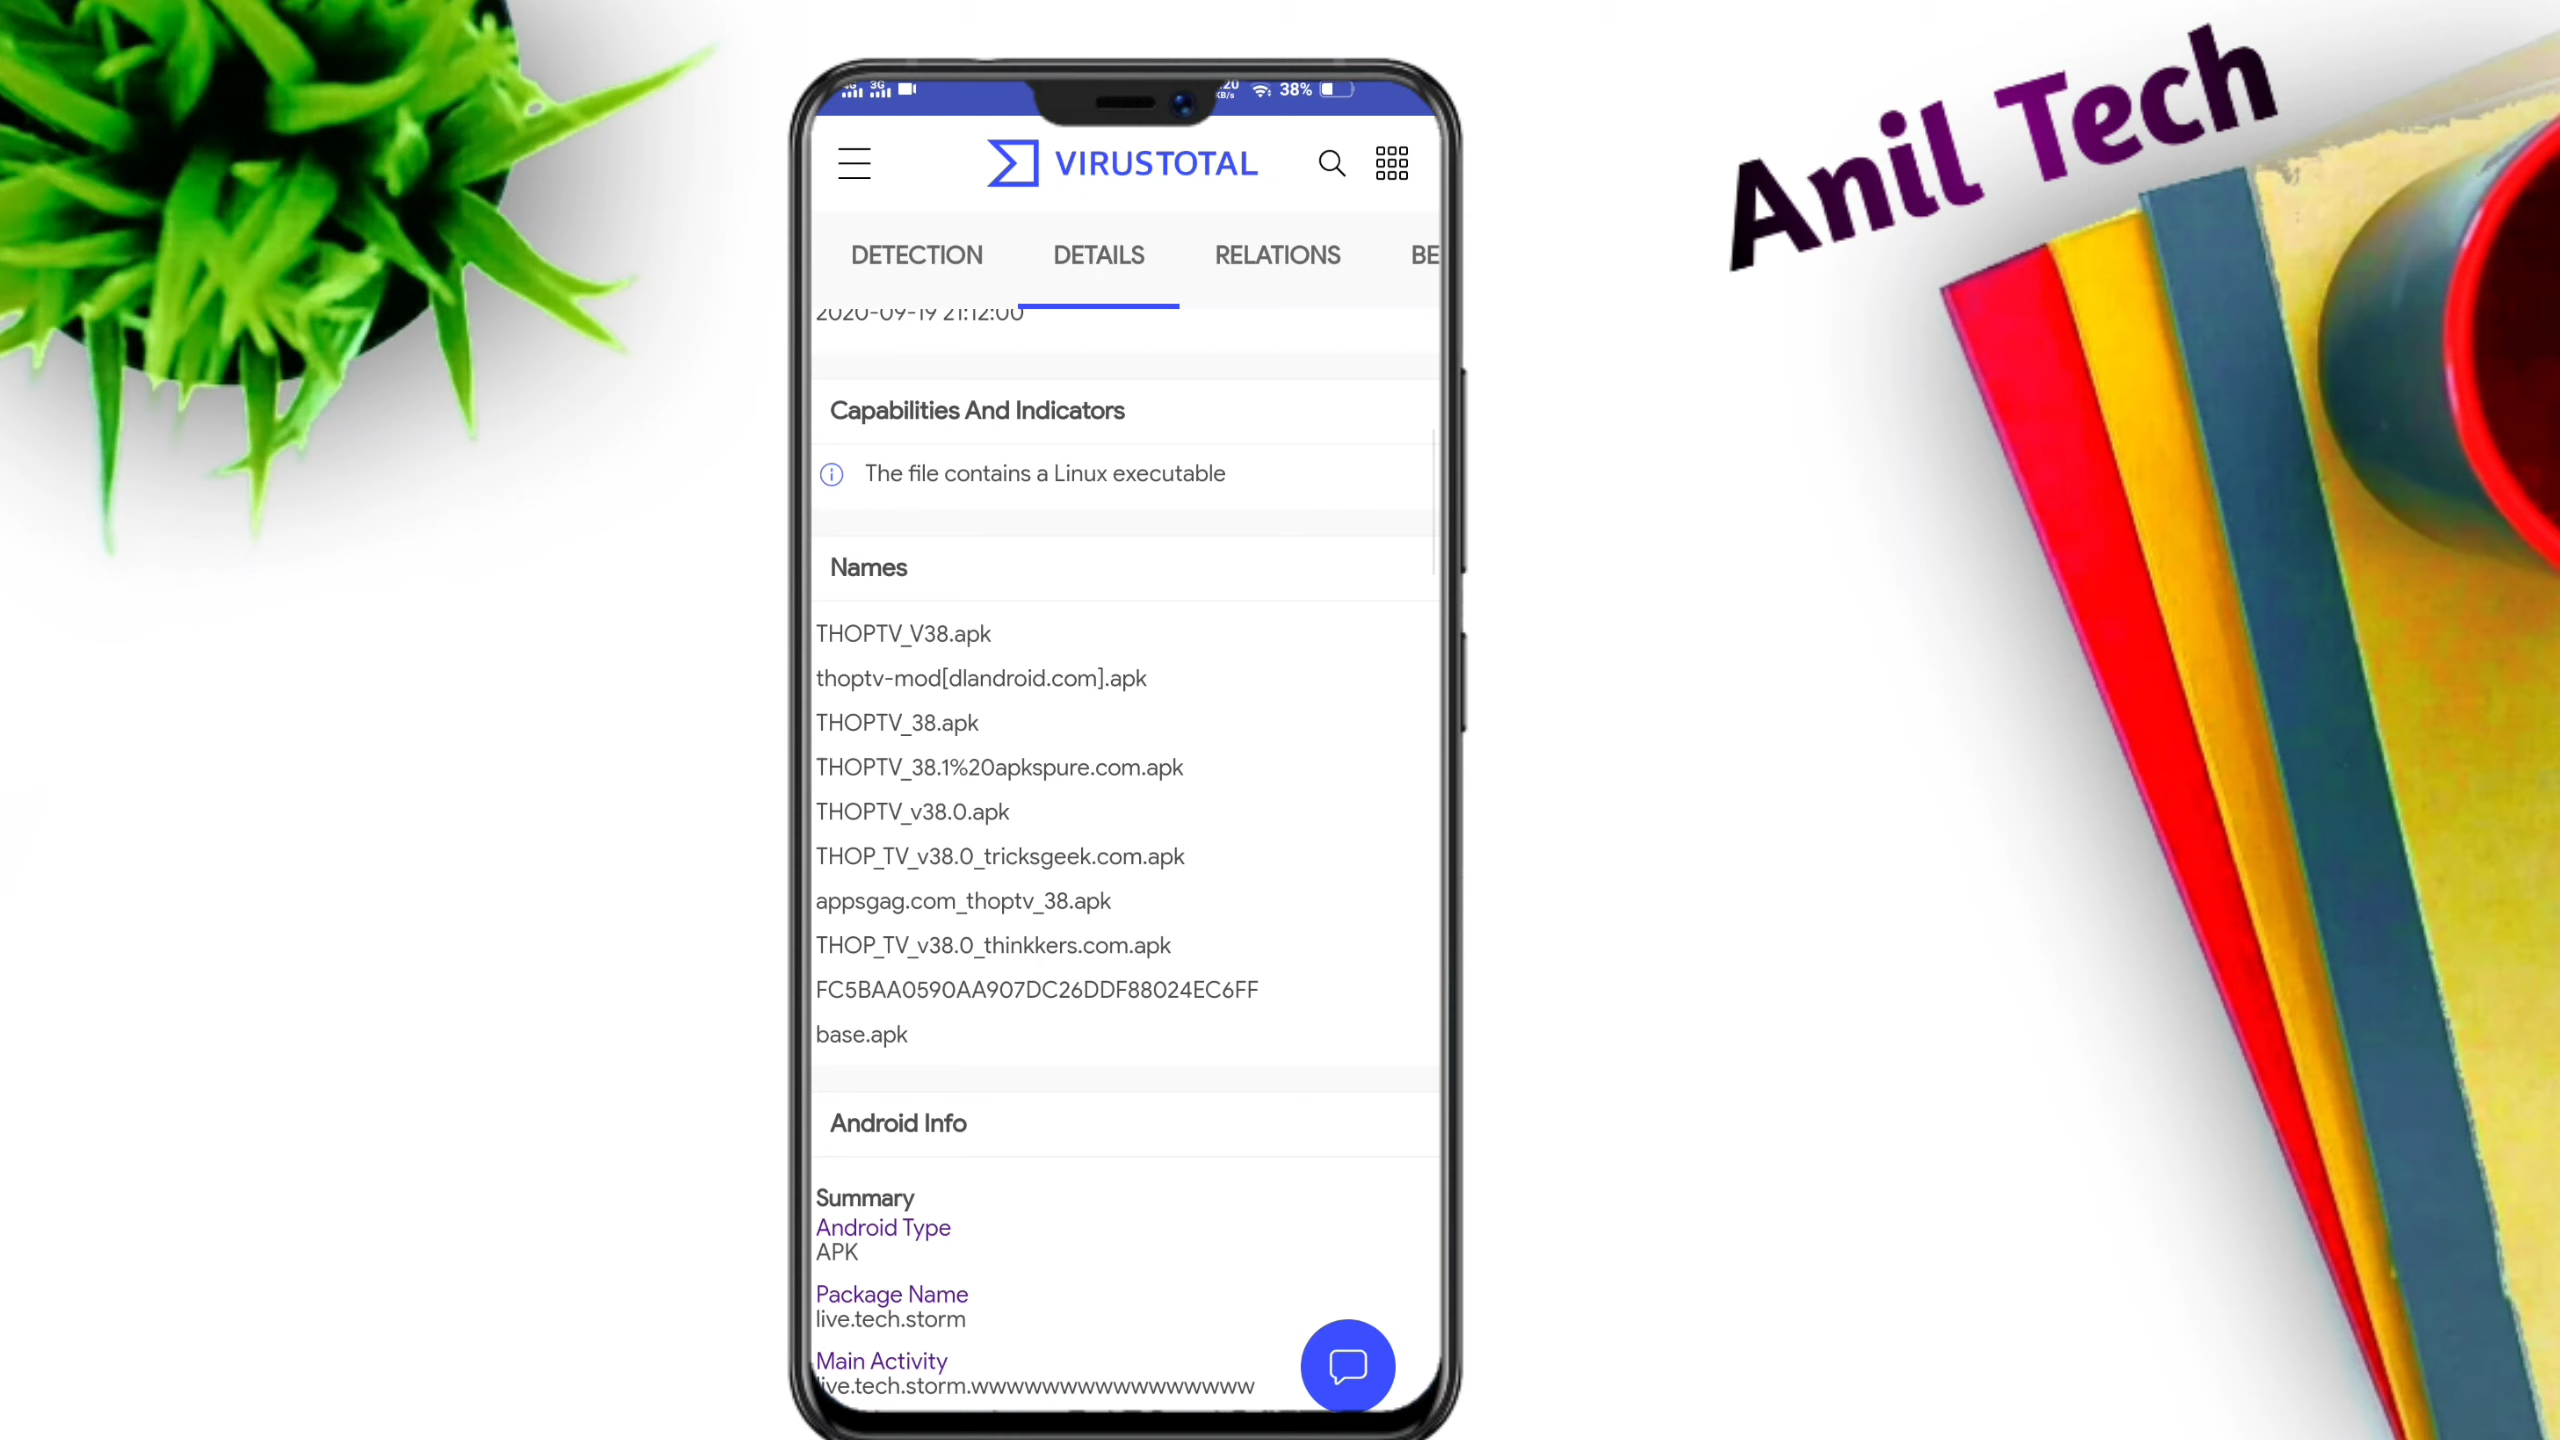 Anil Tech
3G
38%
VIRUSTOTAL
DETECTION DETAILS RELATIONS BE
2020-09-19 21:12:00
Capabilities And Indicators
The file contains a Linux executable
Names
THOPTV_V38.apk
thoptv-mod[dlandroid.com].apk
THOPTV_38.apk
THOPTV_38.1%20apkspure.com.apk
THOPTV_v38.0.apk
THOP_TV_v38.0_tricksgeek.com.apk
appsgag.com_thoptv_38.apk
THOP_TV_v38.0_thinkkers.com.apk
FC5BAA0590AA907DC26DDF88024EC6FF
base.apk
Android Info
Summary
Android Type
APK
Package Name
live.tech.storm
Main Activity
live.tech.storm.wwwwwwwwwwwwwwwww